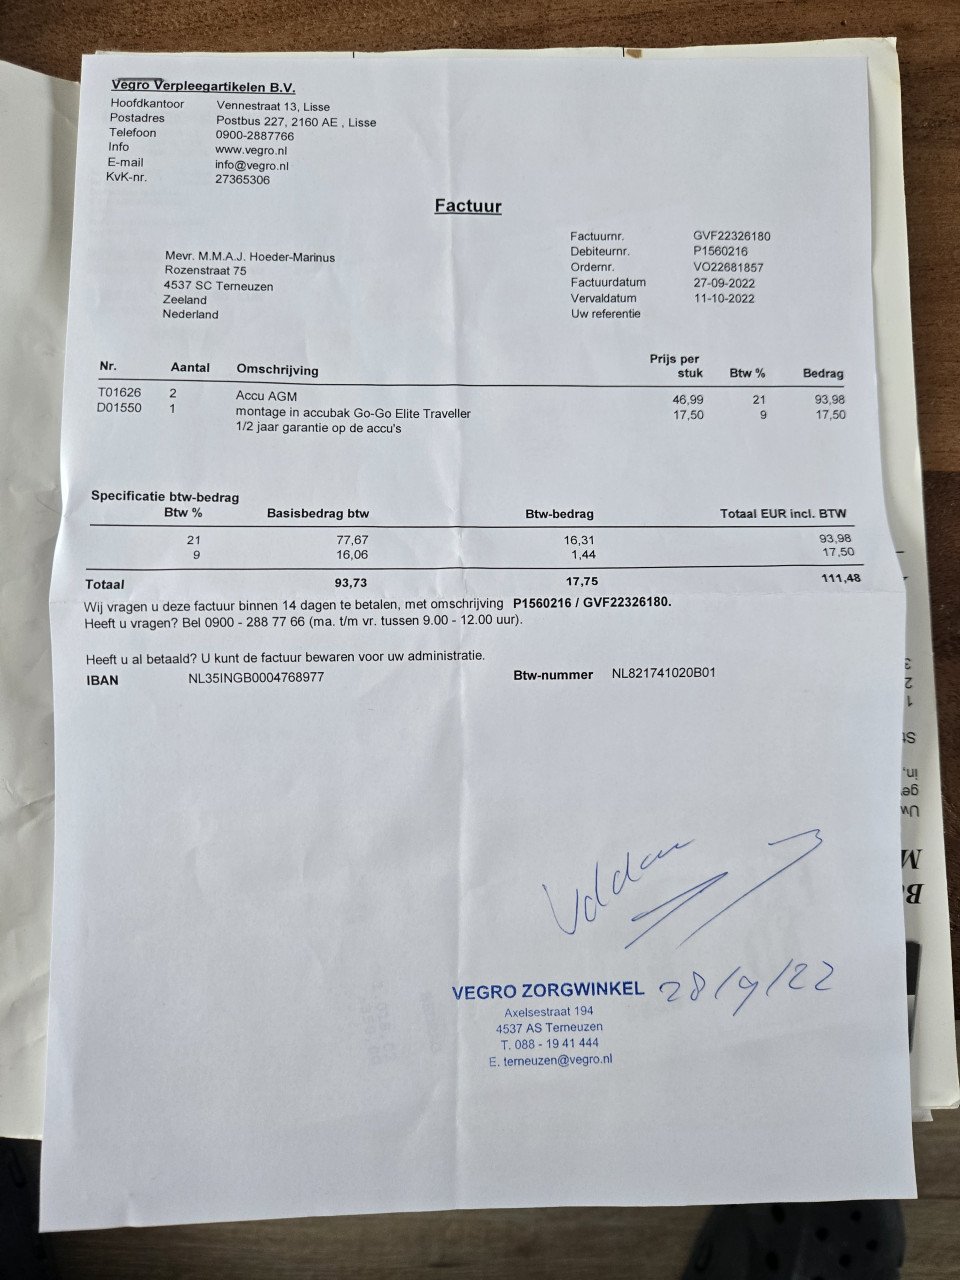 Vegro Verpleegartikelen B.V.
Hoofdkantoor Vennestraat 13, Lisse
Postadres Postbus 227, 2160 AE , Lisse
Telefoon 0900-2887766
Info www.vegro.nl
E-mail info@vegro.nl
KvK-nr. 27365306
Factuur
Mevr. M.M.A.J. Hoeder-Marinus
Rozenstraat 75
4537 SC Terneuzen
Zeeland
Nederland
Factuurnr. GVF22326180
Debiteurnr. P1560216
Ordernr. VO22681857
Factuurdatum 27-09-2022
Vervaldatum 11-10-2022
Uw referentie
Nr. Aantal Omschrijving Prijs per stuk Btw % Bedrag
T01626 2 Accu AGM 46,99 21 93,98
D01550 1 montage in accubak Go-Go Elite Traveller 17,50 9 17,50
1/2 jaar garantie op de accu's
Specificatie btw-bedrag
Btw % Basisbedrag btw Btw-bedrag Totaal EUR incl. BTW
21 77,67 16,31 93,98
9 16,06 1,44 17,50
Totaal 93,73 17,75 111,48
Wij vragen u deze factuur binnen 14 dagen te betalen, met omschrijving P1560216 / GVF22326180.
Heeft u vragen? Bel 0900 - 288 77 66 (ma. t/m vr. tussen 9.00 - 12.00 uur).
Heeft u al betaald? U kunt de factuur bewaren voor uw administratie.
IBAN NL35INGB0004768977 Btw-nummer NL821741020B01
Voldaan
VEGRO ZORGWINKEL 28/9/22
Axelsestraat 194
4537 AS Terneuzen
T. 088 - 19 41 444
E. terneuzen@vegro.nl